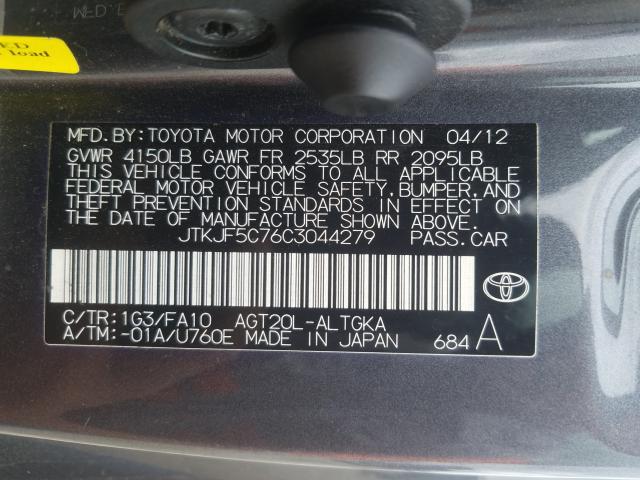 ED
load
MFD.BY:TOYOTA MOTOR CORPORATION 04/12
GVWR 4150LB GAWR FR 2535LB RR 2095LB
THIS VEHICLE CONFORMS TO ALL APPLICABLE
FEDERAL MOTOR VEHICLE SAFETY, BUMPER, AND
THEFT PREVENTION STANDARDS IN EFFECT ON
THE DATE OF MANUFACTURE SHOWN ABOVE.
JTKJF5C76C3044279 PASS.CAR
C/TR:1G3/FA10 AGT20L-ALTGKA
A/TM:-01A/U760E MADE IN JAPAN 684 A